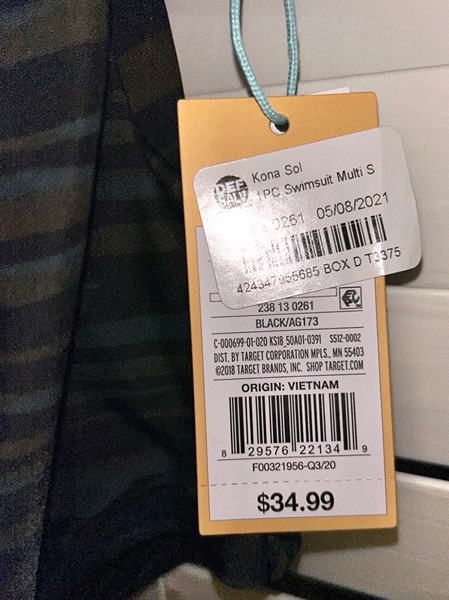 Kona Sol
1PC Swimsuit Multi S
0261 05/08/2021
424347955685 BOX D T3375
238 13 0261
BLACK/AG173
C-000699-01-020 KS18_50A01-0391 S512-0002
DIST. BY TARGET CORPORATION MPLS., MN 55403
©2018 TARGET BRANDS, INC. SHOP TARGET.COM
ORIGIN: VIETNAM
8 29576 22134 9
F00321956-Q3/20
$34.99